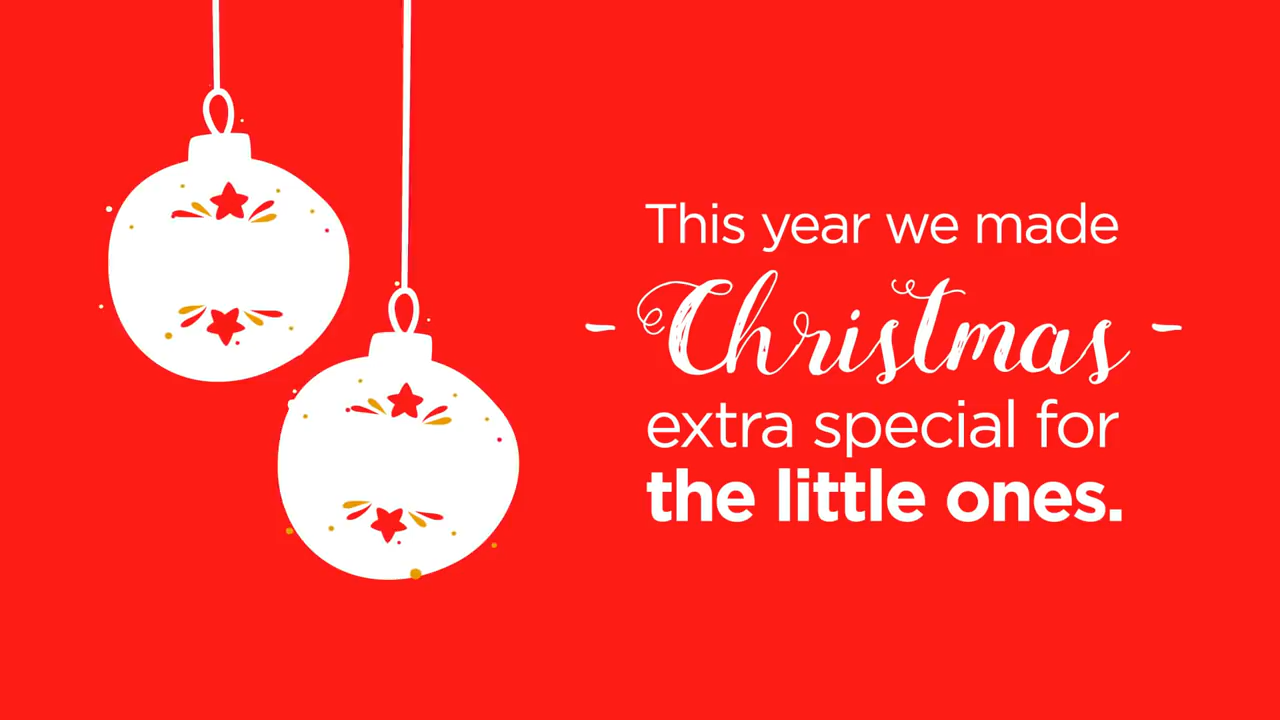 This year we made
- Christmas -
extra special for
the little ones.